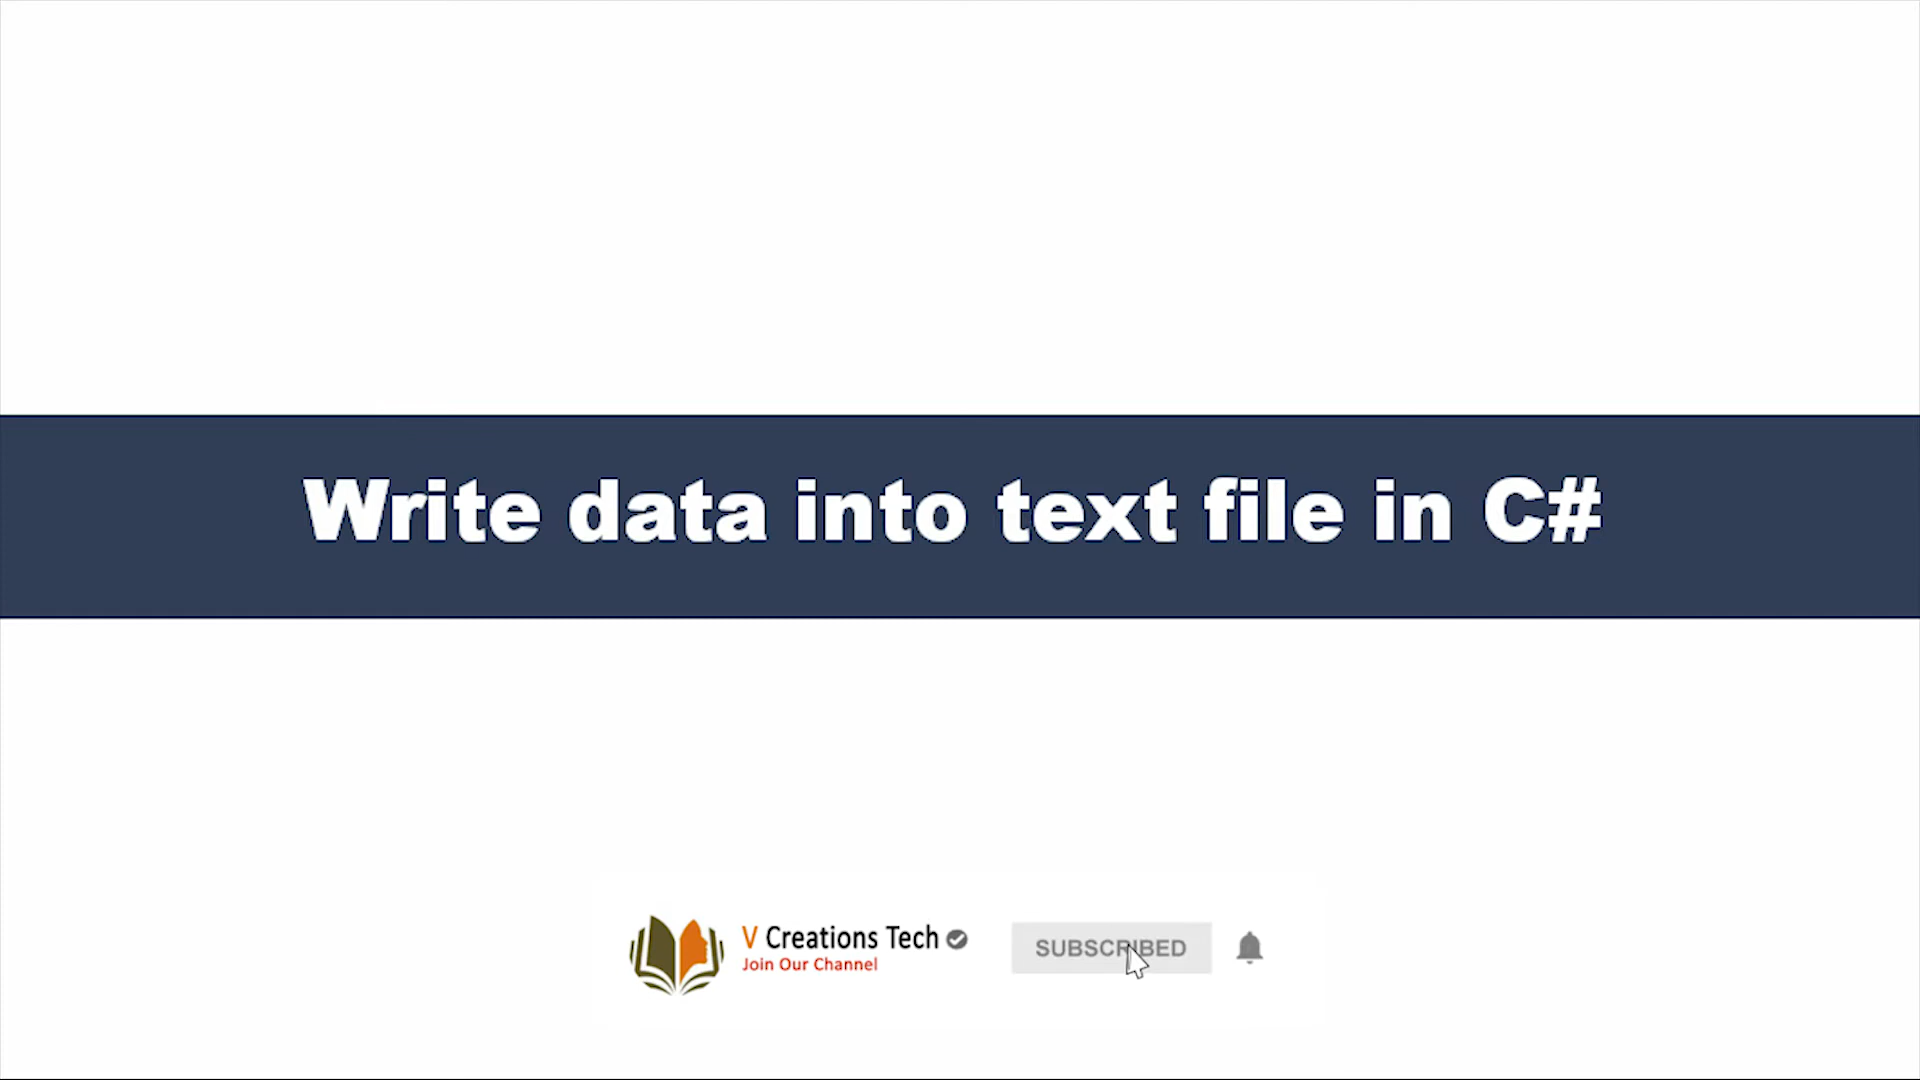 Write data into text file in C#
V Creations Tech
Join Our Channel
SUBSCRIBED